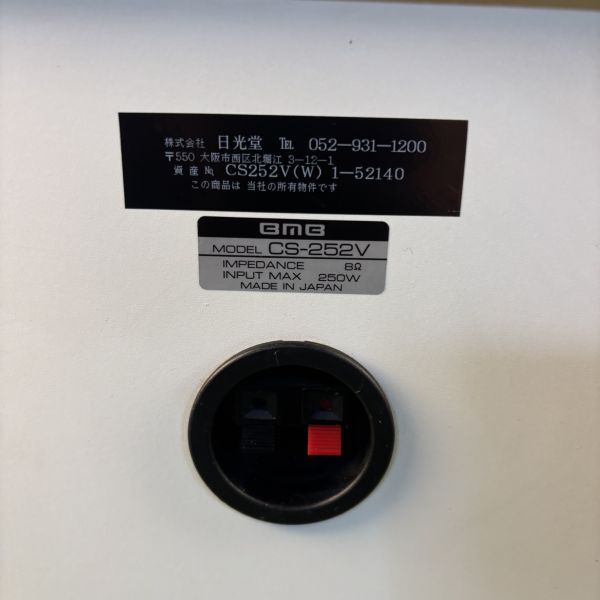 株式会社 日光堂 TEL 052-931-1200
〒550 大阪市西区北堀江 3-12-1
資産 No. CS252V(W) 1-52140
この商品は 当社の所有物件です
BMB
MODEL CS-252V
IMPEDANCE 8Ω
INPUT MAX 250W
MADE IN JAPAN